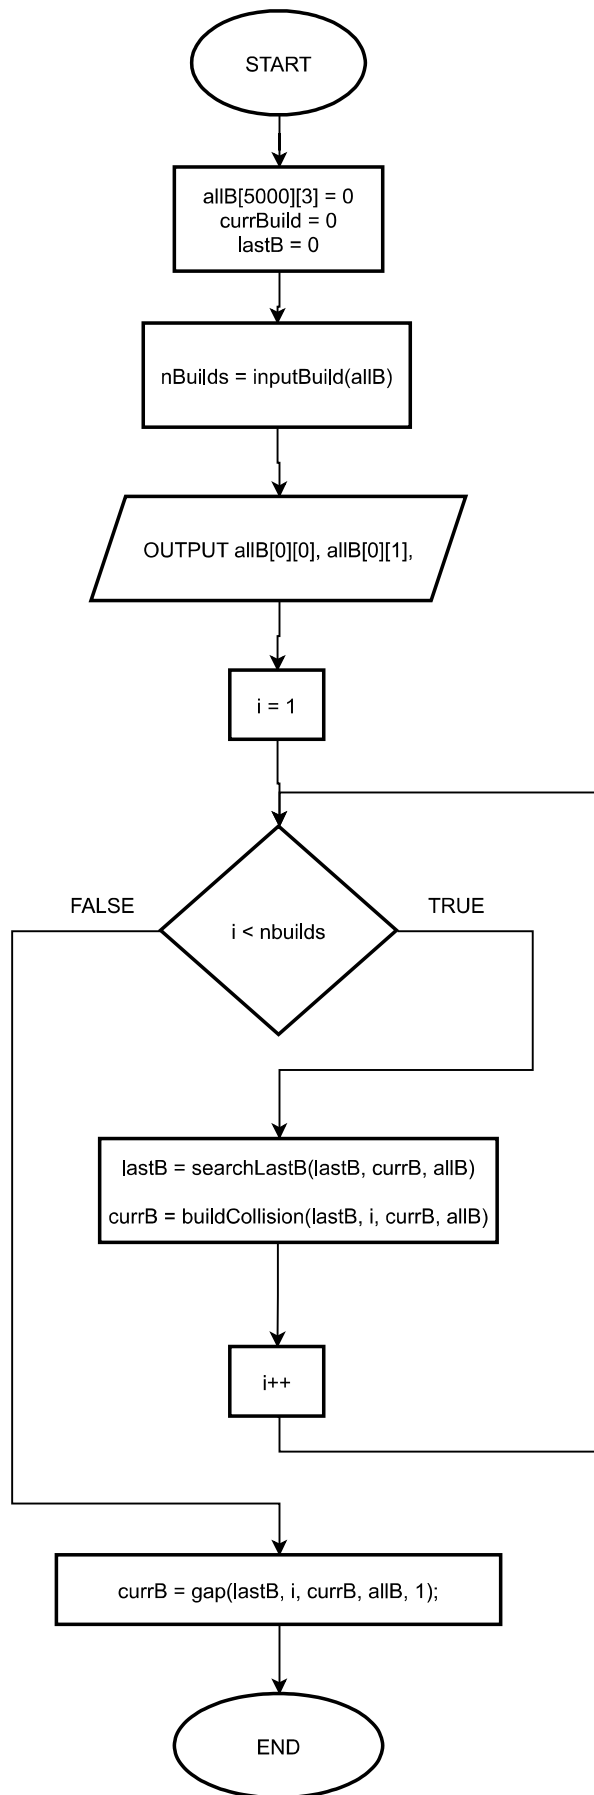 START
allB[5000][3] = 0
currBuild = 0
lastB = 0
nBuilds = inputBuild(allB)
OUTPUT allB[0][0], allB[0][1],
i = 1
FALSE
TRUE
i < nbuilds
lastB = searchLastB(lastB, currB, allB)
currB = buildCollision(lastB, i, currB, allB)
i++
currB = gap(lastB, i, currB, allB, 1);
END